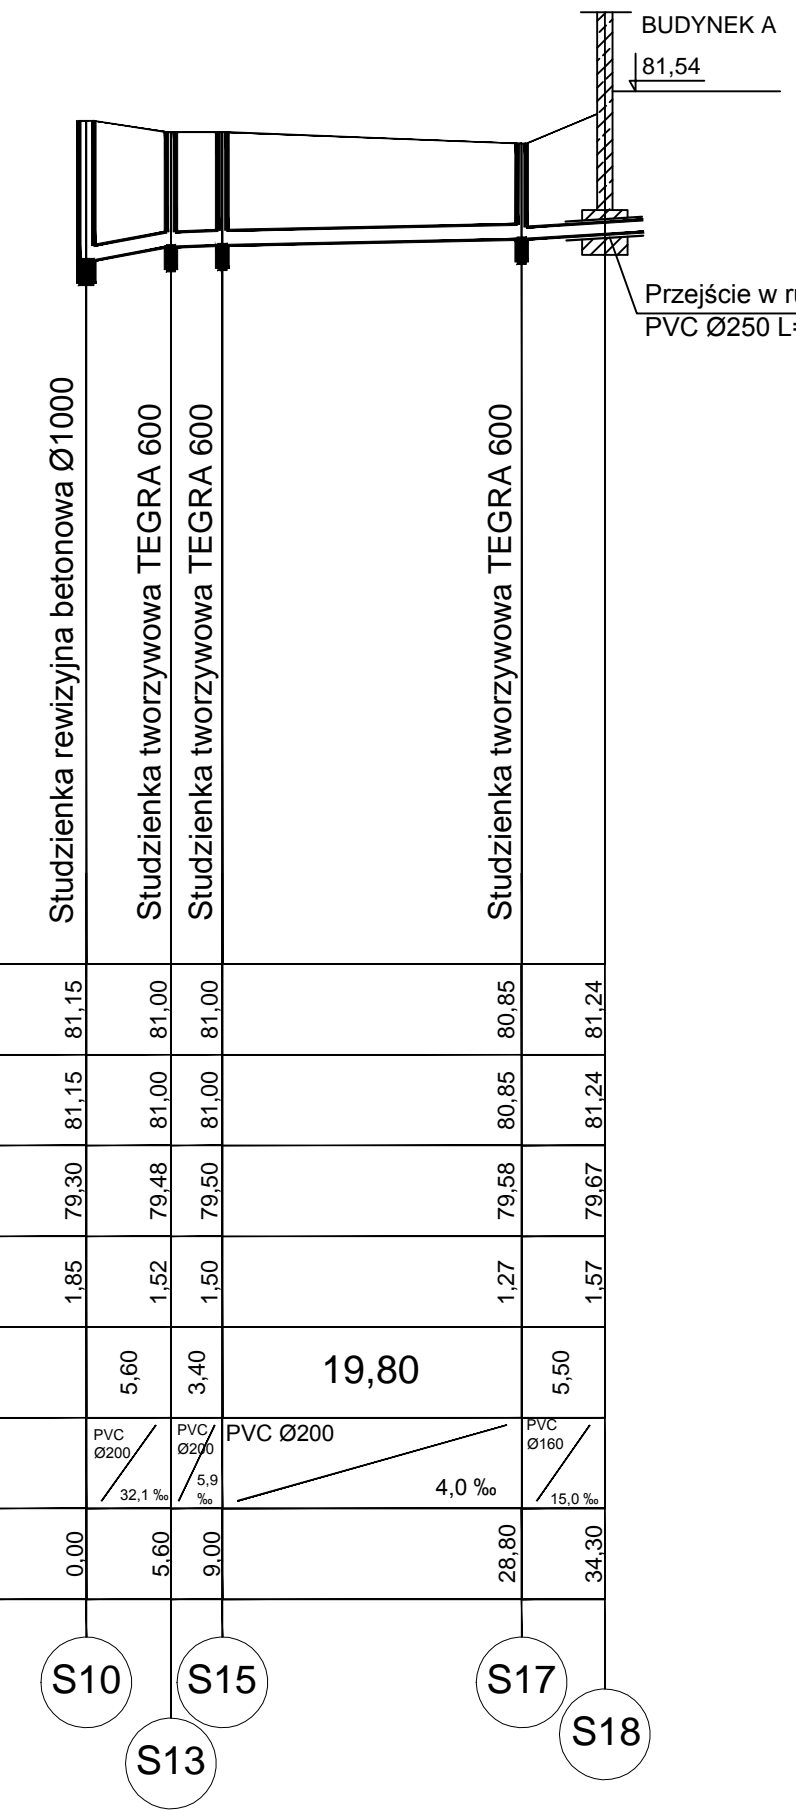 BUDYNEK A
81,54
Przejście w
PVC Ø250
Studzienka rewizyjna betonowa Ø1000
Studzienka tworzywowa TEGRA 600
Studzienka tworzywowa TEGRA 600
Studzienka tworzywowa TEGRA 600
81,15 81,00 81,00 80,85 81,24
81,15 81,00 81,00 80,85 81,24
79,30 79,48 79,50 79,58 79,67
1,85 1,52 1,50 1,27 1,57
5,60 3,40 19,80 5,50
PVC
Ø200
32,1 ‰
PVC
Ø200
5,9
‰
PVC Ø200
4,0 ‰
PVC
Ø160
15,0 ‰
0,00 5,60 9,00 28,80 34,30
S10
S13
S15
S17
S18